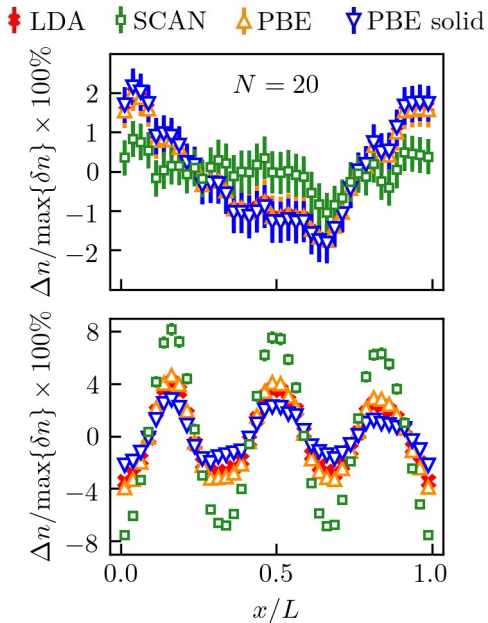 LDA SCAN PBE PBE solid
N = 20
Δn/max{δn} × 100%
2
1
0
−1
−2
Δn/max{δn} × 100%
8
4
0
−4
−8
0.0 0.5 1.0
x/L